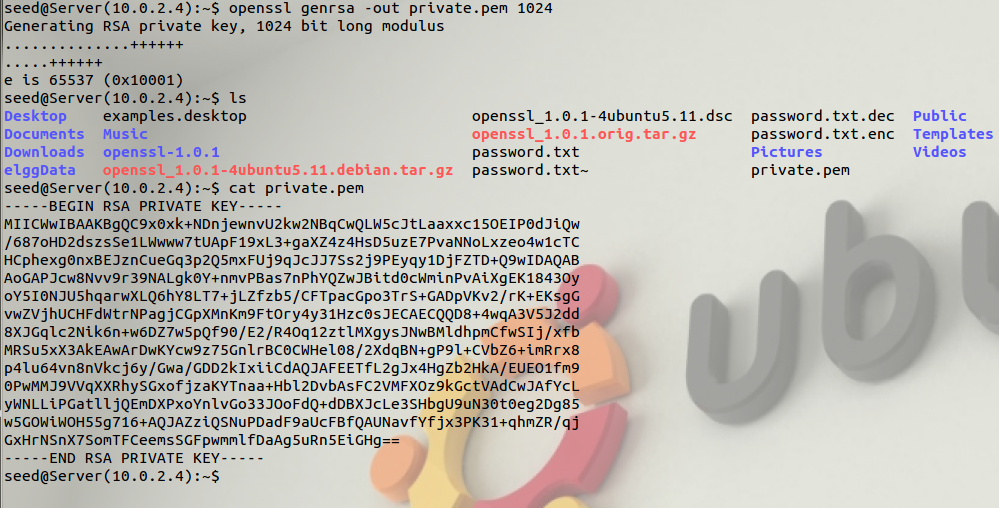 seed@Server(10.0.2.4):~$ openssl genrsa -out private.pem 1024
Generating RSA private key, 1024 bit long modulus
..............++++++
.....++++++
e is 65537 (0x10001)
seed@Server(10.0.2.4):~$ ls
Desktop examples.desktop openssl_1.0.1-4ubuntu5.11.dsc password.txt.dec Public
Documents Music openssl_1.0.1.orig.tar.gz password.txt.enc Templates
Downloads openssl-1.0.1 password.txt Pictures Videos
elggData openssl_1.0.1-4ubuntu5.11.debian.tar.gz password.txt~ private.pem
seed@Server(10.0.2.4):~$ cat private.pem
-----BEGIN RSA PRIVATE KEY-----
MIICWwIBAAKBgQC9x0xk+NDnjewnvU2kw2NBqCwQLW5cJtLaaxxc15OEIP0dJiQw
/687oHD2dszsSe1LWwww7tUApF19xL3+gaXZ4z4HsD5uzE7PvaNNoLxzeo4w1cTC
HCphexg0nxBEJznCueGq3p2Q5mxFUj9qJcJJ7Ss2j9PEyqy1DjFZTD+Q9wIDAQAB
AoGAPJcw8Nvv9r39NALgk0Y+nmvPBas7nPhYQZwJBitd0cWminPvAiXgEK1843Oy
oY5I0NJU5hqarwXLQ6hY8LT7+jLZfzb5/CFTpacGpo3TrS+GADpVKv2/rK+EKsgG
vwZVjhUCHFdWtrNPagjCGpXMnKm9FtOry4y31Hzc0sJECAECQQD8+4wqA3V5J2dd
8XJGqlc2Nik6n+w6DZ7w5pQf90/E2/R4Oq12ztlMXgysJNwBMldhpmCfwSIj/xfb
MRSu5xX3AkEAwArDwKYcw9z75GnlrBC0CWHel08/2XdqBN+gP9l+CVbZ6+imRrx8
p4lu64vn8nVkcj6y/Gwa/GDD2kIxiiCdAQJAFEETfL2gJx4HgZb2HkA/EUEO1fm9
0PwMMJ9VVqXXRhySGxofjzaKYTnaa+Hbl2DvbAsFC2VMFXOz9kGctVAdCwJAfYcL
yWNLLiPGatlljQEmDXPxoYnlvGo33JOoFdQ+dDBXJcLe3SHbgU9uN30t0eg2Dg85
w5GOWiWOH55g716+AQJAZziQSNuPDadF9aUcFBfQAUNavfYfjx3PK31+qhmZR/qj
GxHrNSnX7SomTFCeemsSGFpwmmlfDaAg5uRn5EiGHg==
-----END RSA PRIVATE KEY-----
seed@Server(10.0.2.4):~$
ubu